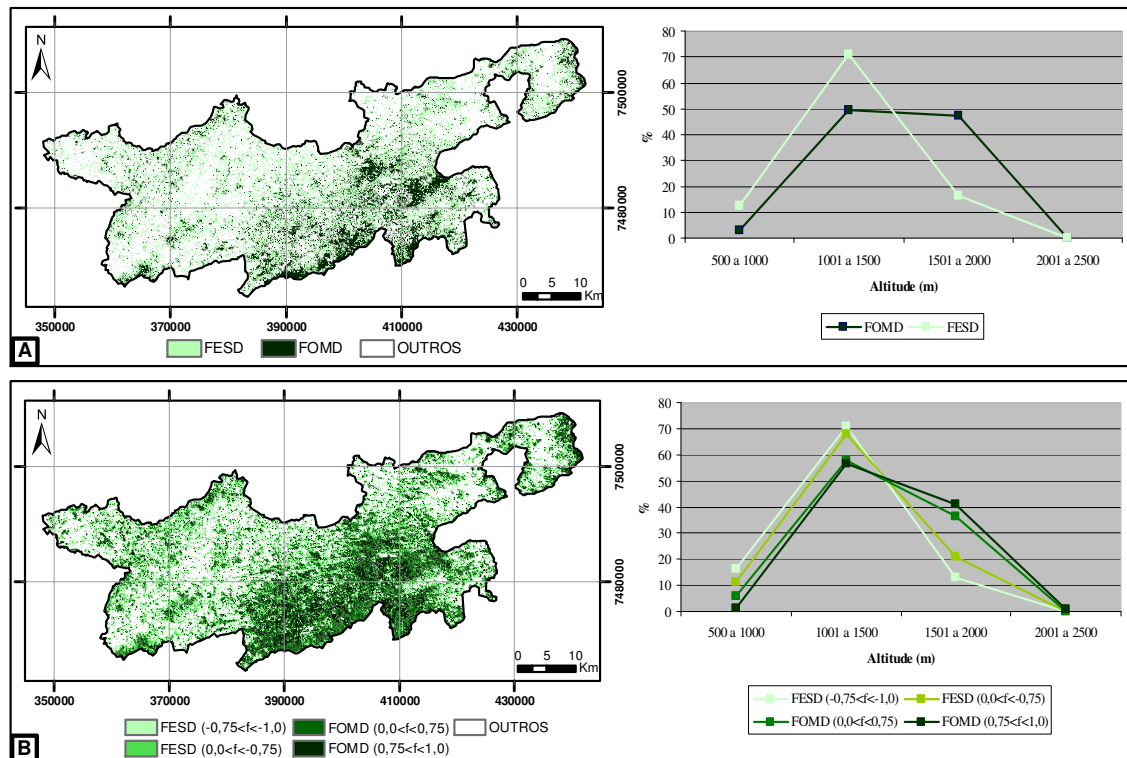 N
7500000
7480000
0 5 10
Km
350000 370000 390000 410000 430000
FESD FOMD OUTROS
A
80
70
60
50
40
30
20
10
0
%
500 a 1000 1001 a 1500 1501 a 2000 2001 a 2500
Altitude (m)
FOMD FESD
N
7500000
7480000
0 5 10
Km
350000 370000 390000 410000 430000
FESD (-0,75<f<-1,0) FOMD (0,0<f<0,75) OUTROS
FESD (0,0<f<-0,75) FOMD (0,75<f<1,0)
B
80
70
60
50
40
30
20
10
0
%
500 a 1000 1001 a 1500 1501 a 2000 2001 a 2500
Altitude (m)
FESD (-0,75<f<-1,0) FESD (0,0<f<-0,75)
FOMD (0,0<f<0,75) FOMD (0,75<f<1,0)